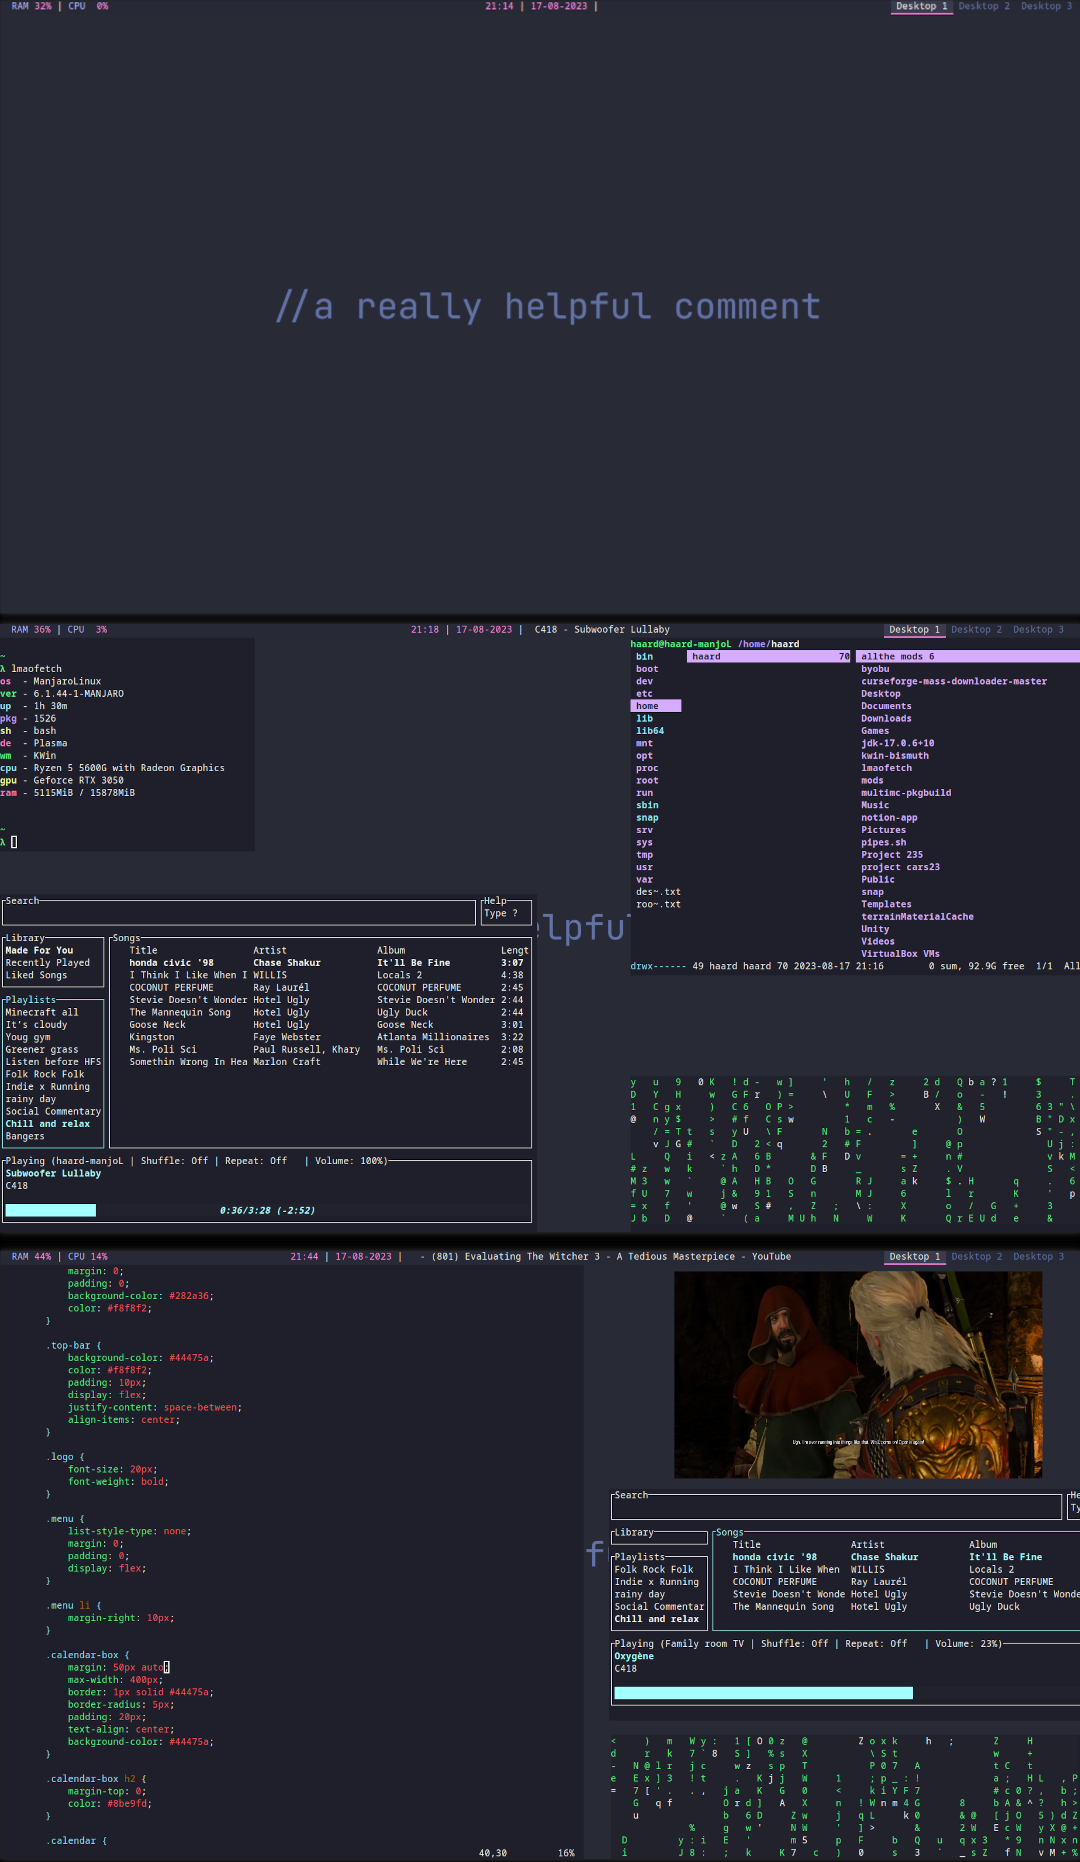 RAM 32% | CPU 0%
21:14 | 17-08-2023 |
Desktop 1 Desktop 2 Desktop 3
//a really helpful comment
RAM 36% | CPU 3%
21:18 | 17-08-2023 | C418 - Subwoofer Lullaby
Desktop 1 Desktop 2 Desktop 3
~
λ lmaofetch
os - ManjaroLinux
ver - 6.1.44-1-MANJARO
up - 1h 30m
pkg - 1526
sh - bash
de - Plasma
wm - KWin
cpu - Ryzen 5 5600G with Radeon Graphics
gpu - Geforce RTX 3050
ram - 5115MiB / 15878MiB
~
λ
haard@haard-manjoL /home/haard
bin haard 70 allthe mods 6
boot byobu
dev curseforge-mass-downloader-master
etc Desktop
home Documents
lib Downloads
lib64 Games
mnt jdk-17.0.6+10
opt kwin-bismuth
proc lmaofetch
root mods
run multimc-pkgbuild
sbin Music
snap notion-app
srv Pictures
sys pipes.sh
tmp Project 235
usr project cars23
var Public
des~.txt snap
roo~.txt Templates
terrainMaterialCache
Unity
Videos
VirtualBox VMs
drwx------ 49 haard haard 70 2023-08-17 21:16 0 sum, 92.9G free 1/1 All
elpful
Search
Help
Type ?
Library
Made For You
Recently Played
Liked Songs
Playlists
Minecraft all
It's cloudy
Youg gym
Greener grass
Listen before HFS
Folk Rock Folk
Indie x Running
rainy day
Social Commentary
Chill and relax
Bangers
Songs
Title Artist Album Lengt
honda civic '98 Chase Shakur It'll Be Fine 3:07
I Think I Like When I WILLIS Locals 2 4:38
COCONUT PERFUME Ray Laurél COCONUT PERFUME 2:45
Stevie Doesn't Wonder Hotel Ugly Stevie Doesn't Wonder 2:44
The Mannequin Song Hotel Ugly Ugly Duck 2:44
Goose Neck Hotel Ugly Goose Neck 3:01
Kingston Faye Webster Atlanta Millionaires 3:22
Ms. Poli Sci Paul Russell, Khary Ms. Poli Sci 2:08
Somethin Wrong In Hea Marlon Craft While We're Here 2:45
Playing (haard-manjoL | Shuffle: Off | Repeat: Off | Volume: 100%)
Subwoofer Lullaby
C418
0:36/3:28 (-2:52)
RAM 44% | CPU 14%
21:44 | 17-08-2023 | - (801) Evaluating The Witcher 3 - A Tedious Masterpiece - YouTube
Desktop 1 Desktop 2 Desktop 3
margin: 0;
padding: 0;
background-color: #282a36;
color: #f8f8f2;
}
.top-bar {
background-color: #44475a;
color: #f8f8f2;
padding: 10px;
display: flex;
justify-content: space-between;
align-items: center;
}
.logo {
font-size: 20px;
font-weight: bold;
}
.menu {
list-style-type: none;
margin: 0;
padding: 0;
display: flex;
}
.menu li {
margin-right: 10px;
}
.calendar-box {
margin: 50px auto;
max-width: 400px;
border: 1px solid #44475a;
border-radius: 5px;
padding: 20px;
text-align: center;
background-color: #44475a;
}
.calendar-box h2 {
margin-top: 0;
color: #8be9fd;
}
.calendar {
40,30 16%
f
Search
He
Ty
Library
Playlists
Folk Rock Folk
Indie x Running
rainy day
Social Commentar
Chill and relax
Songs
Title Artist Album
honda civic '98 Chase Shakur It'll Be Fine
I Think I Like When WILLIS Locals 2
COCONUT PERFUME Ray Laurél COCONUT PERFUME
Stevie Doesn't Wonde Hotel Ugly Stevie Doesn't Wonde
The Mannequin Song Hotel Ugly Ugly Duck
Playing (Family room TV | Shuffle: Off | Repeat: Off | Volume: 23%)
Oxygène
C418